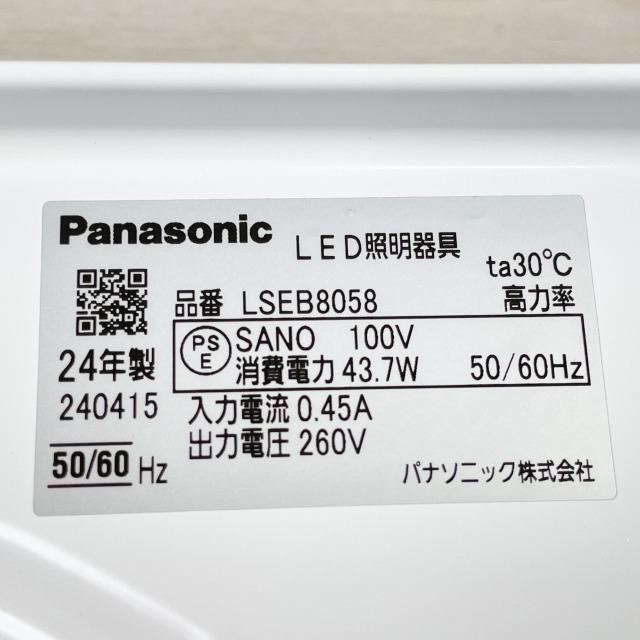 Panasonic LED照明器具
ta30℃
品番 LSEB8058 高力率
PSE SANO 100V
24年製 消費電力 43.7W 50/60Hz
240415 入力電流 0.45A
出力電圧 260V
50/60 Hz パナソニック株式会社